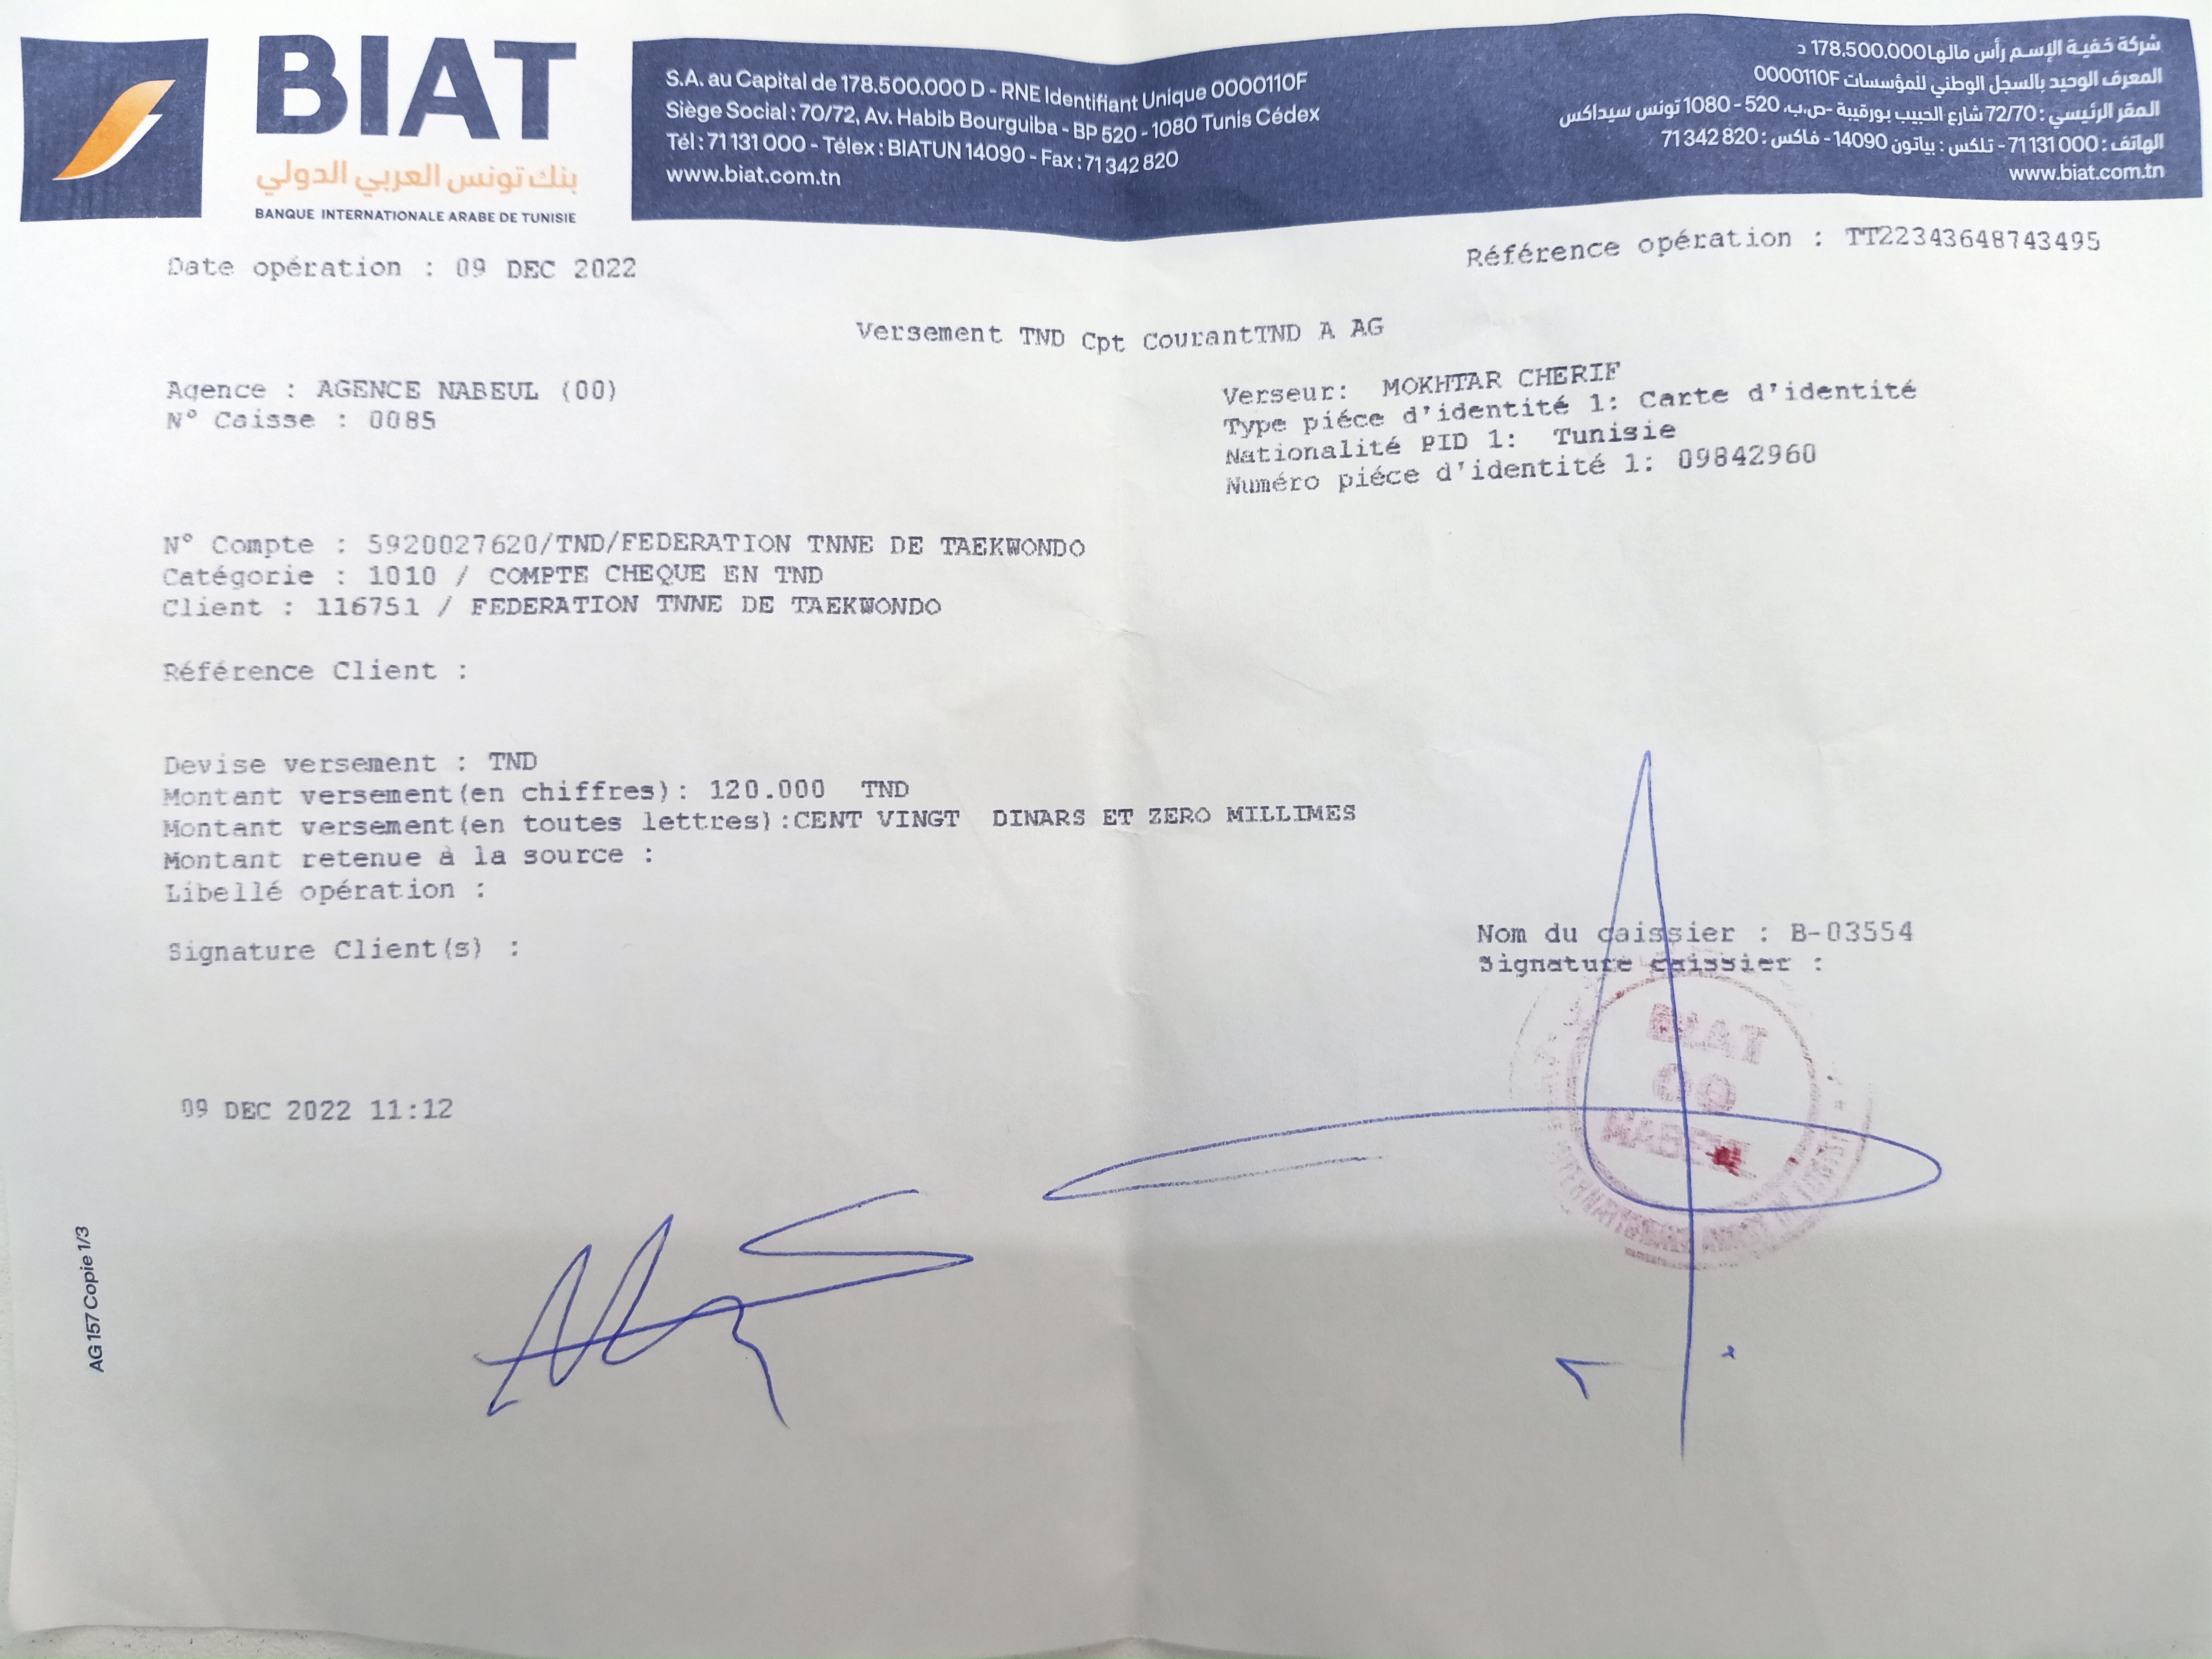 BIAT
بنك تونس العربي الدولي
BANQUE INTERNATIONALE ARABE DE TUNISIE
S.A. au Capital de 178.500.000 D - RNE Identifiant Unique 0000110F
Siège Social : 70/72, Av. Habib Bourguiba - BP 520 - 1080 Tunis Cédex
Tél : 71 131 000 - Télex : BIATUN 14090 - Fax : 71 342 820
www.biat.com.tn
شركة خفية الإسم رأس مالها 178.500.000 د
المعرف الوحيد بالسجل الوطني للمؤسسات 0000110F
المقر الرئيسي : 72/70 شارع الحبيب بورقيبة -ص.ب. 520 - 1080 تونس سيداكس
الهاتف : 71 131 000 - تلكس : بياتون 14090 - فاكس : 71 342 820
www.biat.com.tn
Date opération : 09 DEC 2022
Référence opération : TT22343648743495
Versement TND Cpt CourantTND A AG
Agence : AGENCE NABEUL (00)
N° Caisse : 0085
Verseur: MOKHTAR CHERIF
Type piéce d'identité 1: Carte d'identité
Nationalité PID 1: Tunisie
Numéro piéce d'identité 1: 09842960
N° Compte : 5920027620/TND/FEDERATION TNNE DE TAEKWONDO
Catégorie : 1010 / COMPTE CHEQUE EN TND
Client : 116751 / FEDERATION TNNE DE TAEKWONDO
Référence Client :
Devise versement : TND
Montant versement(en chiffres): 120.000 TND
Montant versement(en toutes lettres):CENT VINGT DINARS ET ZERO MILLIMES
Montant retenue à la source :
Libellé opération :
Signature Client(s) :
Nom du caissier : B-03554
Signature caissier :
BIAT
09 DEC 2022 11:12
AG 157 Copie 1/3